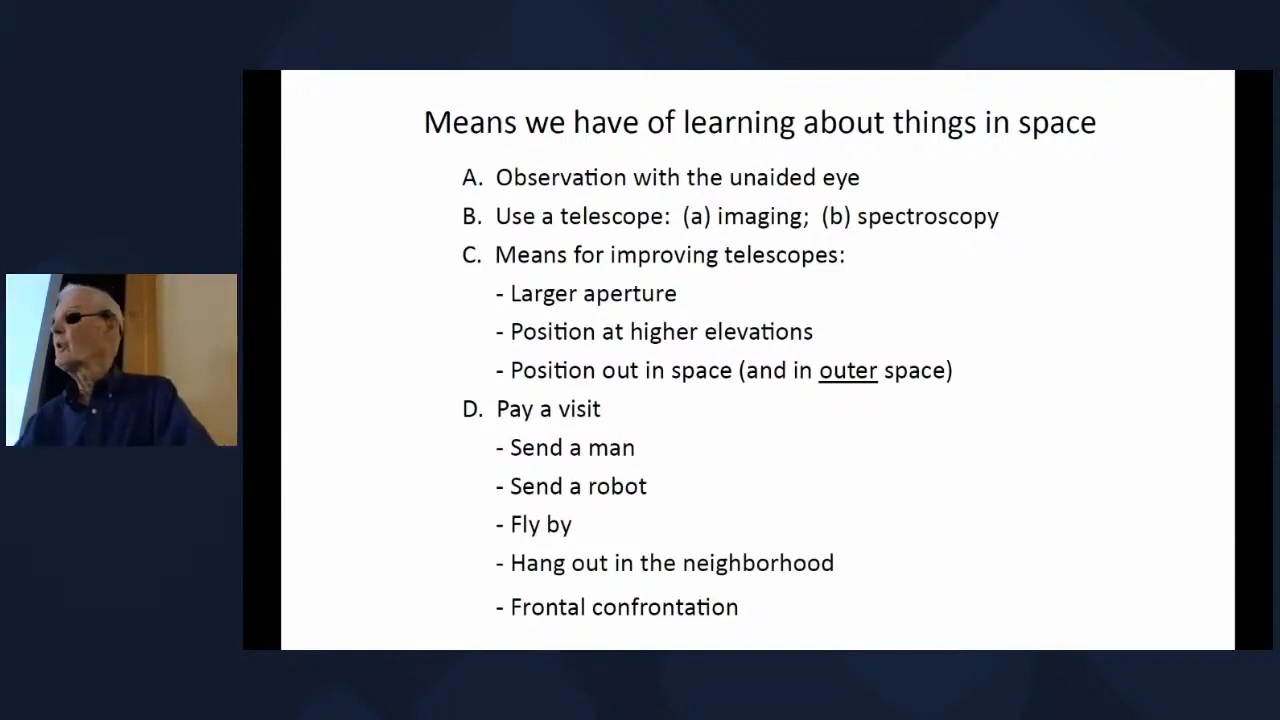 Means we have of learning about things in space
A. Observation with the unaided eye
B. Use a telescope: (a) imaging; (b) spectroscopy
C. Means for improving telescopes:
- Larger aperture
- Position at higher elevations
- Position out in space (and in outer space)
D. Pay a visit
- Send a man
- Send a robot
- Fly by
- Hang out in the neighborhood
- Frontal confrontation